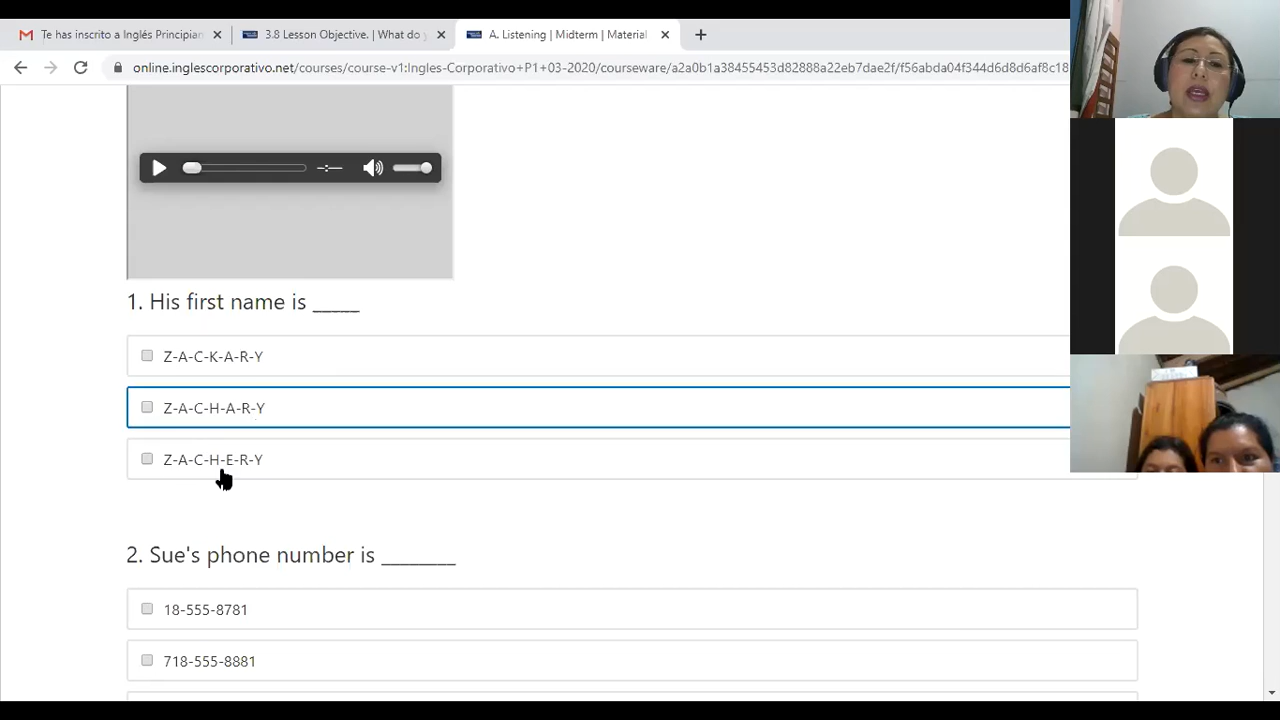 Te has inscrito a Inglés Principian
3.8 Lesson Objective. | What do y
A. Listening | Midterm | Material
online.inglescorporativo.net/courses/course-v1:Ingles-Corporativo+P1+03-2020/courseware/a2a0b1a38455453d82888a22eb7dae2f/f56abda04f344d6d8d6af8c18
1. His first name is _____
Z-A-C-K-A-R-Y
Z-A-C-H-A-R-Y
Z-A-C-H-E-R-Y
2. Sue's phone number is ________
18-555-8781
718-555-8881